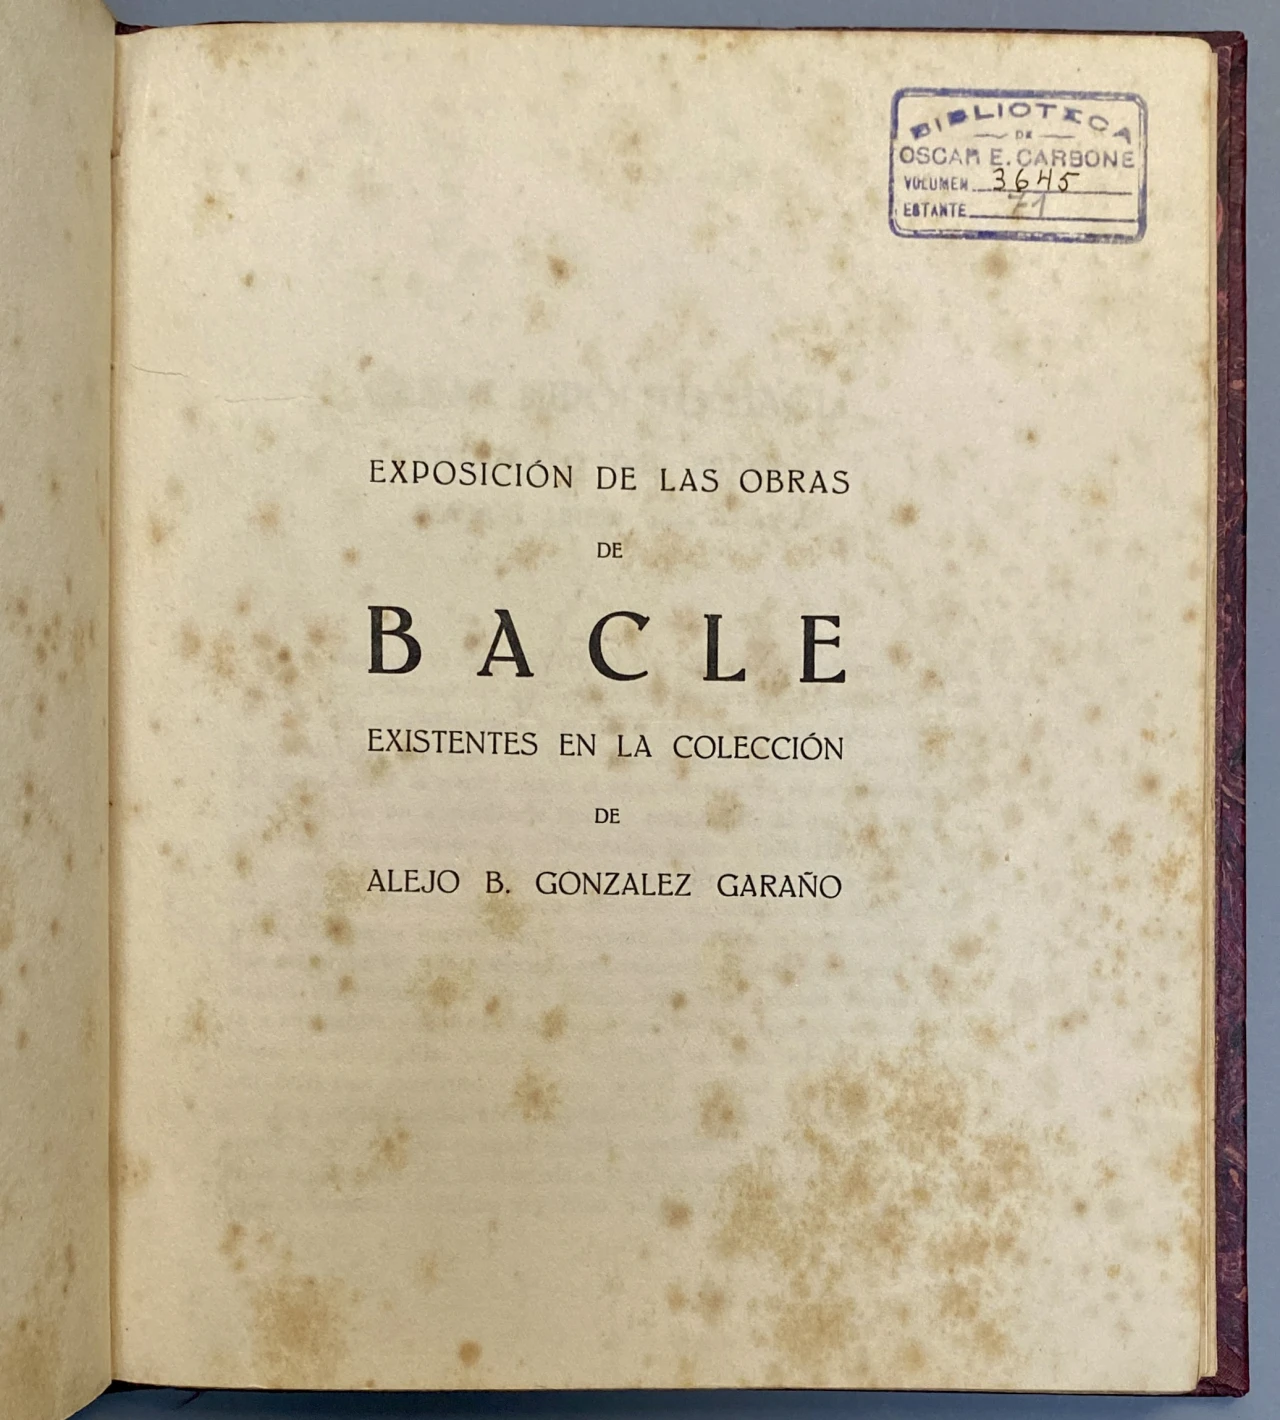 BIBLIOTECA
DE
OSCAR E. CARBONE
VOLUMEN 3645
ESTANTE 71
EXPOSICIÓN DE LAS OBRAS
DE
BACLE
EXISTENTES EN LA COLECCIÓN
DE
ALEJO B. GONZALEZ GARAÑO